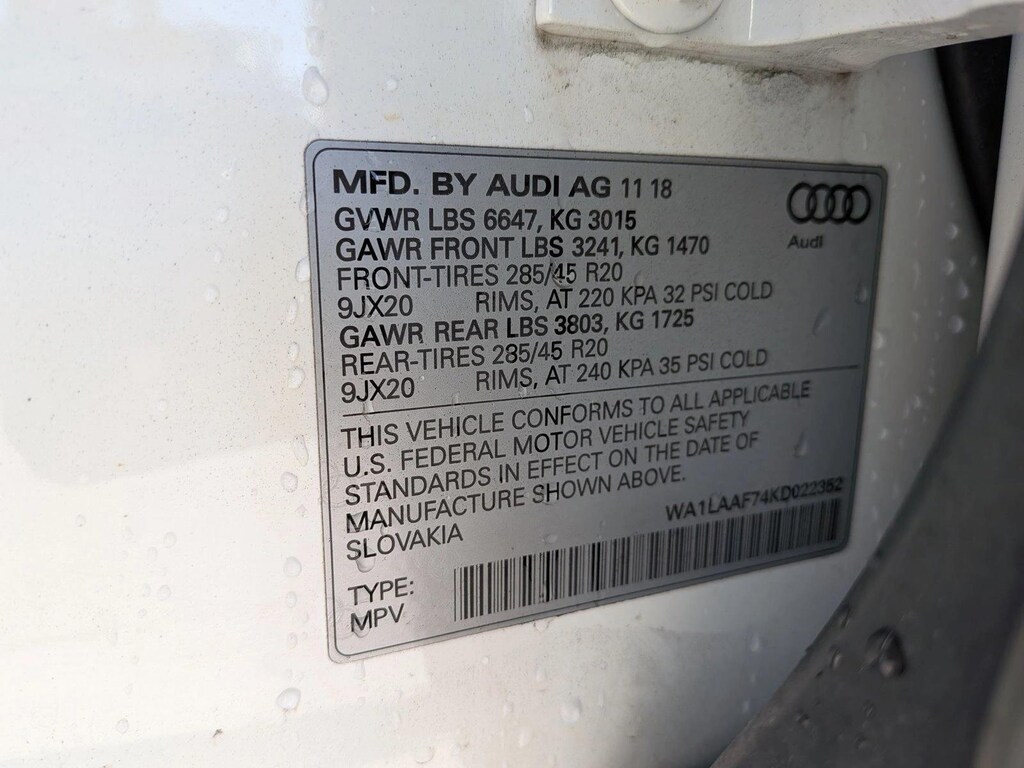 MFD. BY AUDI AG 11 18
GVWR LBS 6647, KG 3015
GAWR FRONT LBS 3241, KG 1470
FRONT-TIRES 285/45 R20
9JX20 RIMS, AT 220 KPA 32 PSI COLD
GAWR REAR LBS 3803, KG 1725
REAR-TIRES 285/45 R20
9JX20 RIMS, AT 240 KPA 35 PSI COLD
Audi
THIS VEHICLE CONFORMS TO ALL APPLICABLE
U.S. FEDERAL MOTOR VEHICLE SAFETY
STANDARDS IN EFFECT ON THE DATE OF
MANUFACTURE SHOWN ABOVE.
SLOVAKIA
WA1LAAF74KD022352
TYPE:
MPV